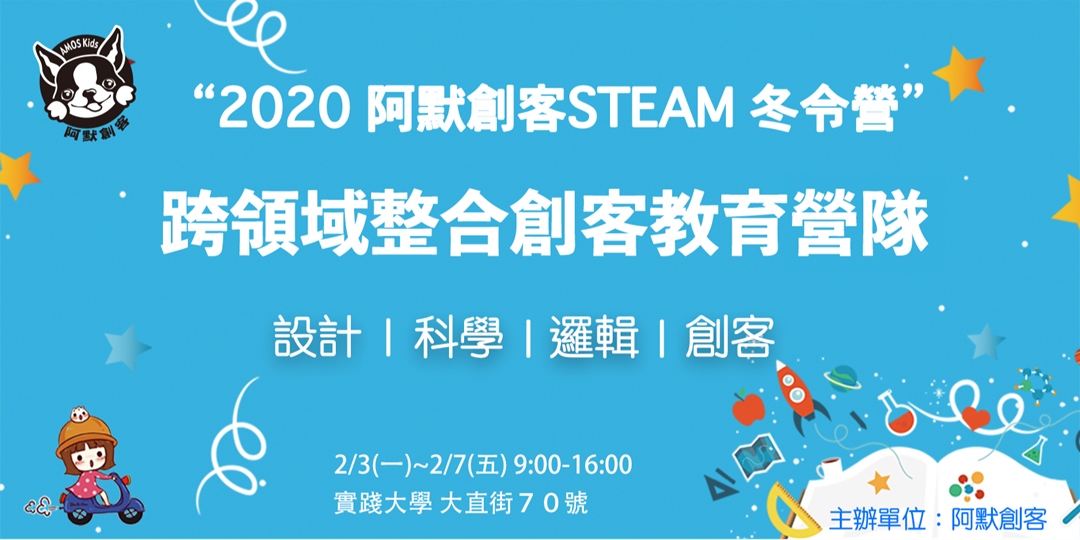 AMOS Kids
阿默創客
“2020 阿默創客STEAM 冬令營”
跨領域整合創客教育營隊
設計 | 科學 | 邏輯 | 創客
2/3(一)~2/7(五) 9:00-16:00
實踐大學 大直街７０號
主辦單位：阿默創客